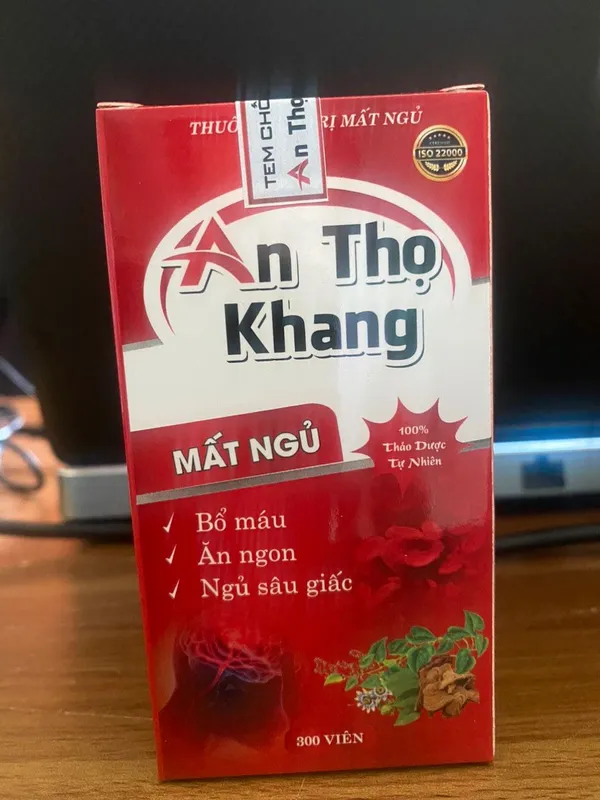 THUỐ RỊ MẤT NGỦ
TEM CHỐ
An Thọ
ISO 22000
An Thọ
Khang
MẤT NGỦ
100%
Thảo Dược
Tự Nhiên
✓ Bổ máu
✓ Ăn ngon
✓ Ngủ sâu giấc
300 VIÊN